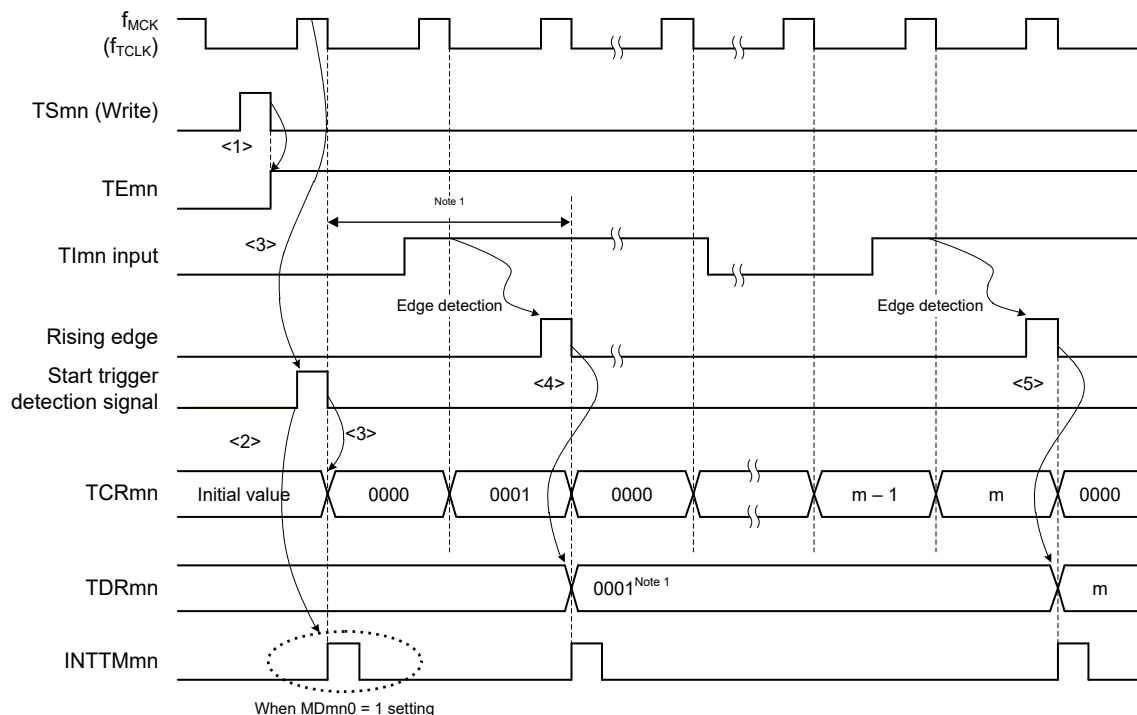 fMCK
(fTCLK)
TSmn (Write)
<1>
TEmn
Note 1
<3>
TImn input
Edge detection
Edge detection
Rising edge
<4>
<5>
Start trigger
detection signal
<2>
<3>
TCRmn
Initial value
0000
0001
0000
m – 1
m
0000
TDRmn
0001Note 1
m
INTTMmn
When MDmn0 = 1 setting